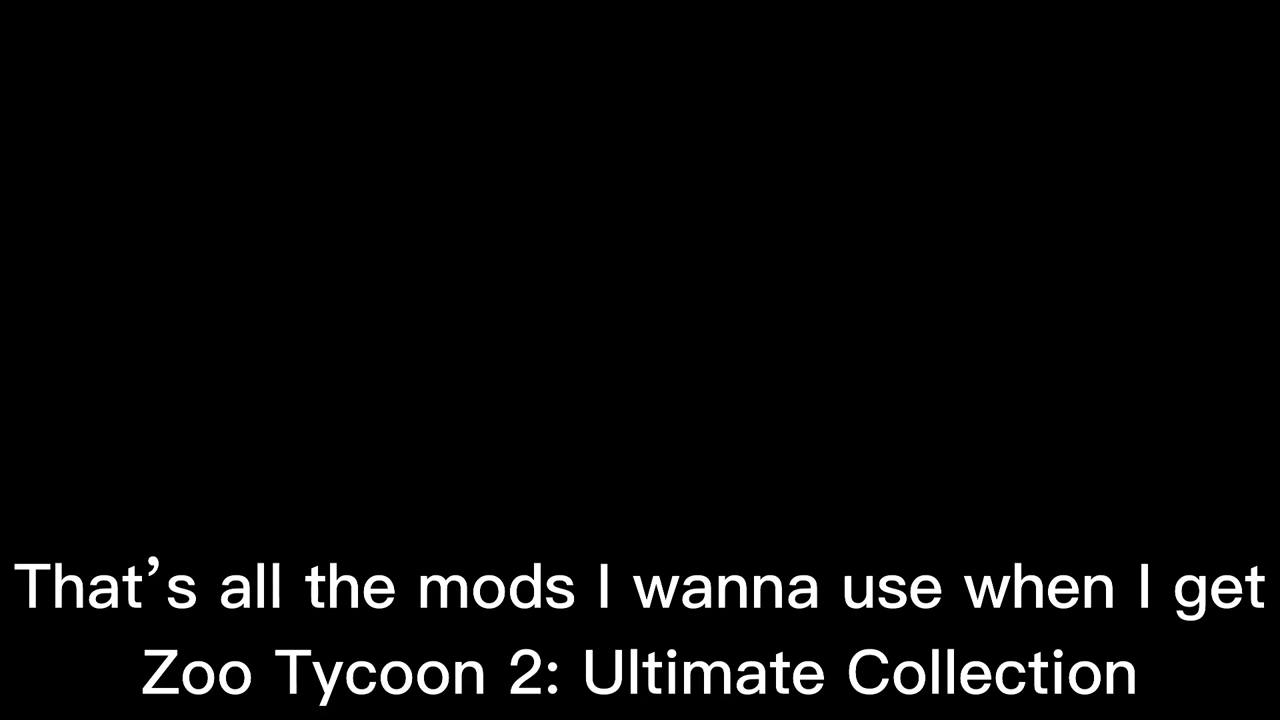 That’s all the mods I wanna use when I get
Zoo Tycoon 2: Ultimate Collection